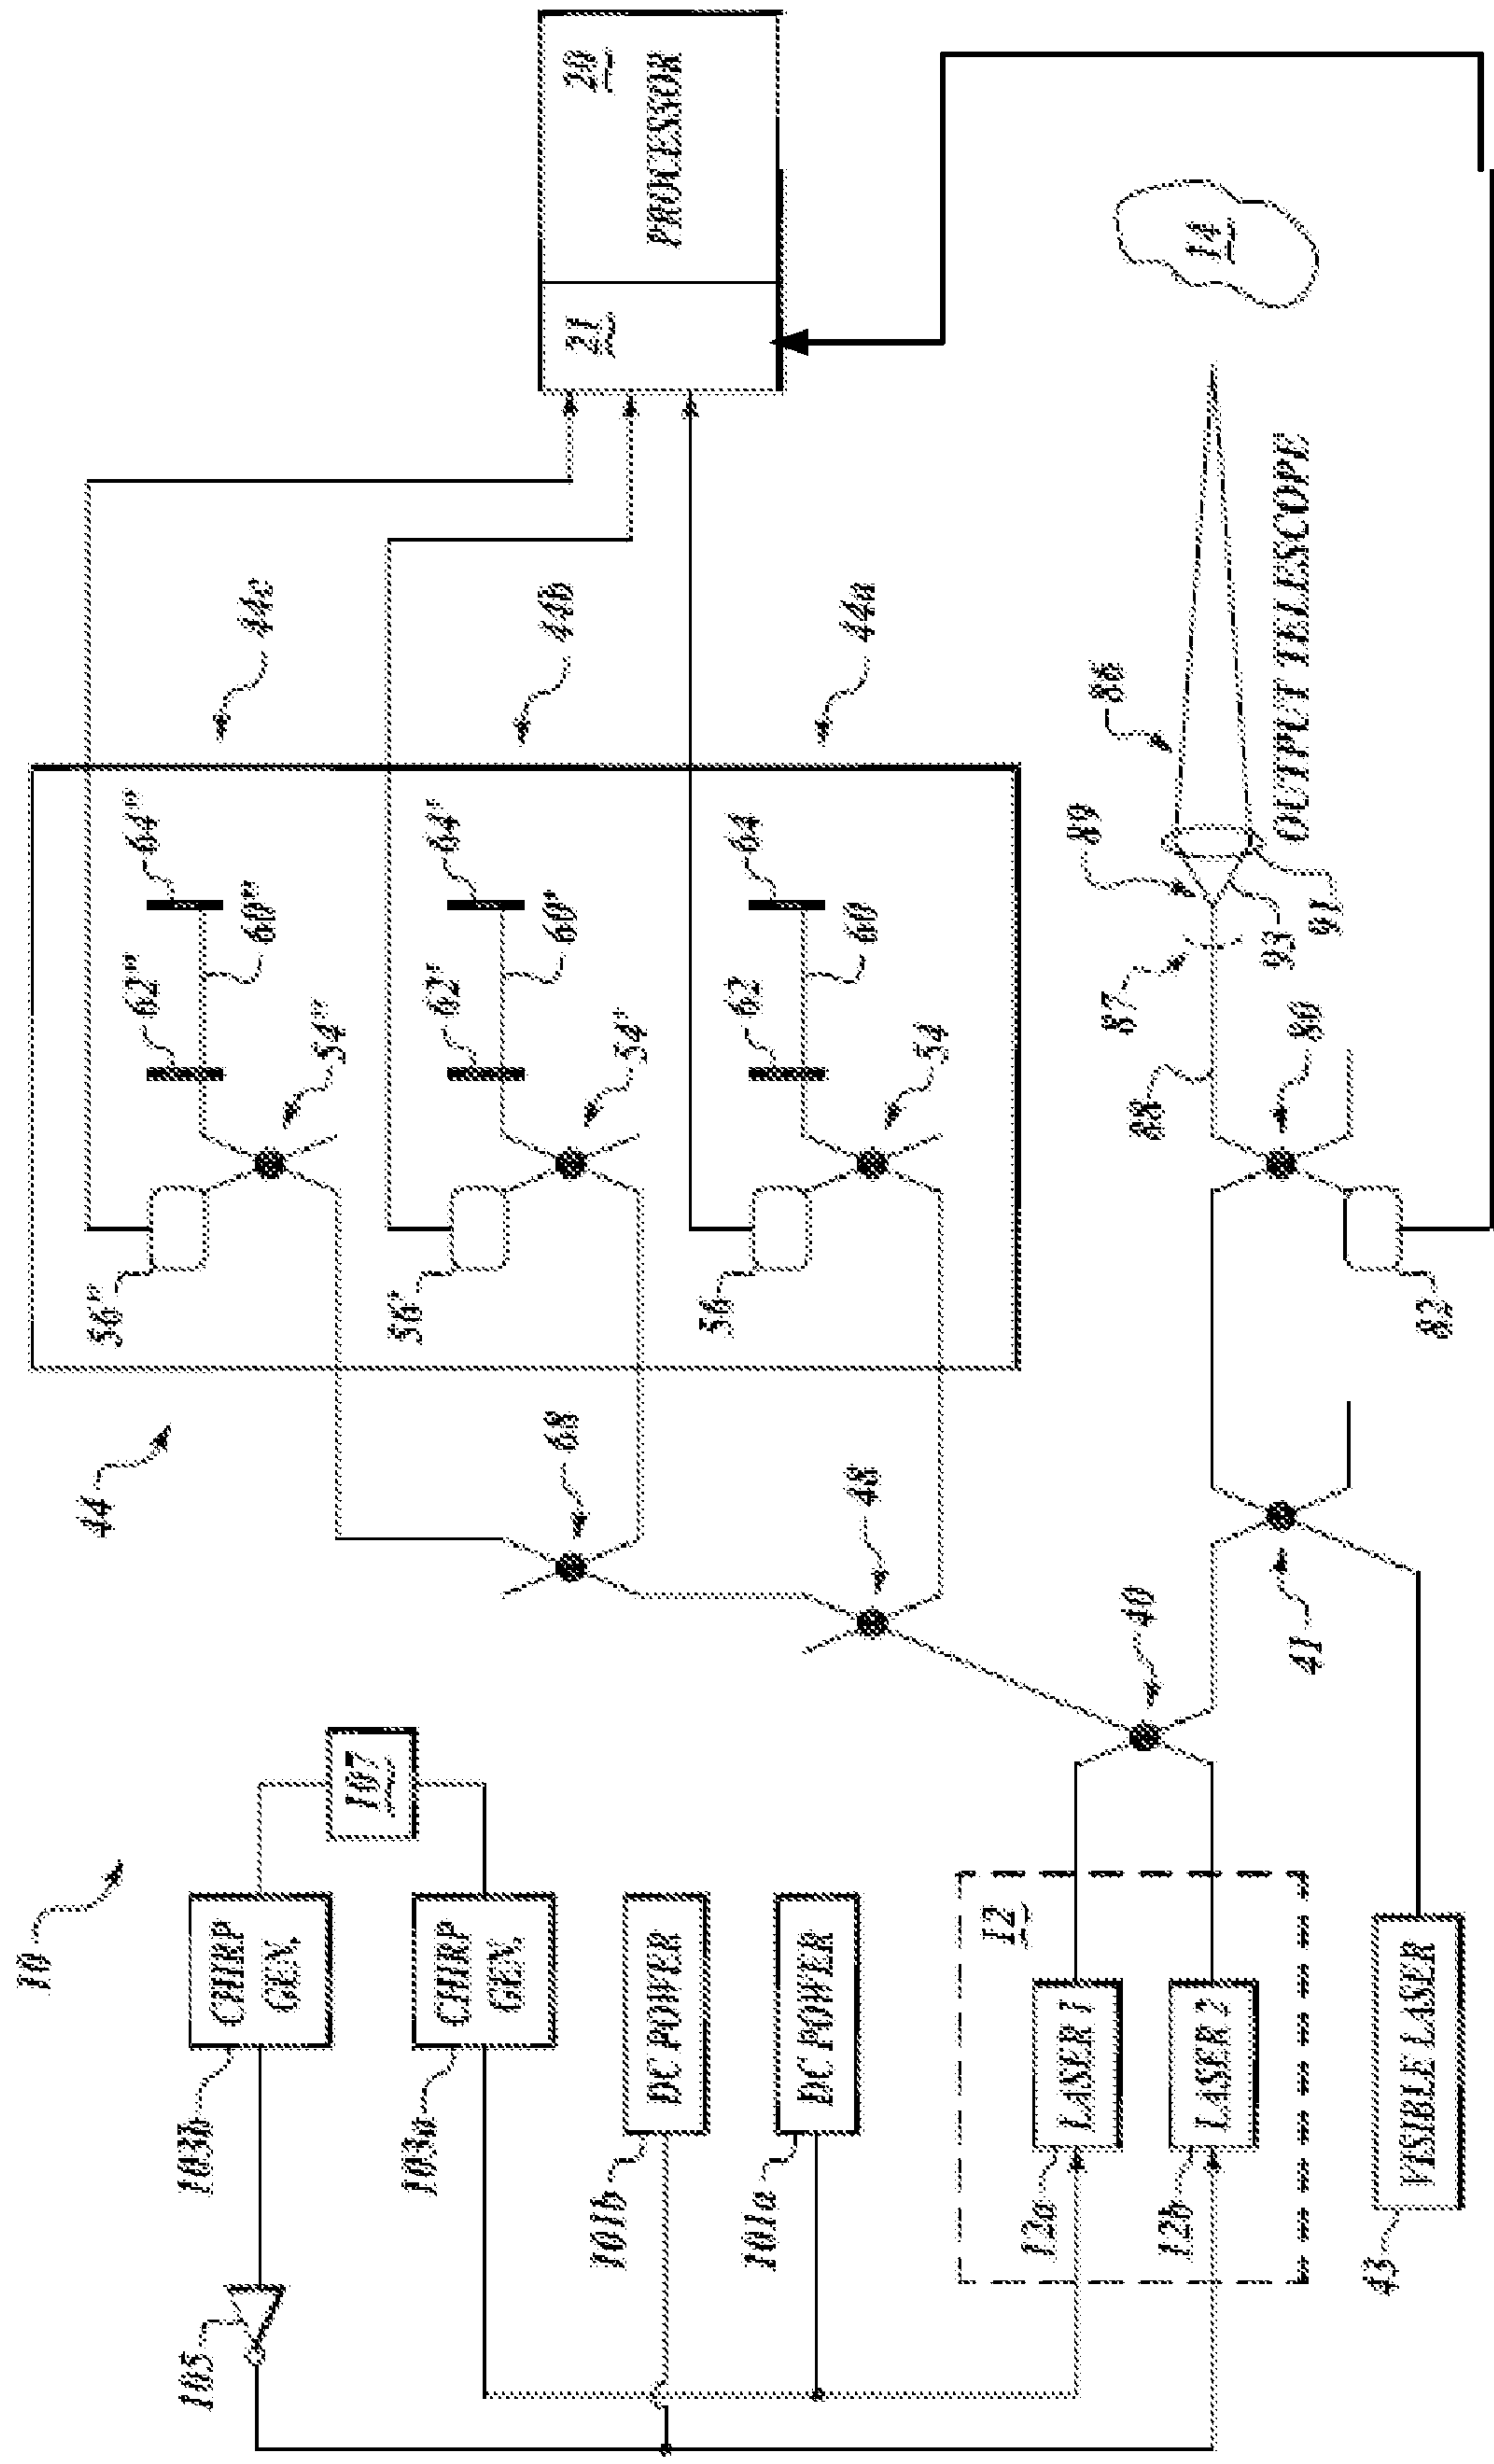 10
44
56"
62"
64"
105
103b
CHIRP
GEN.
54"
60"
44c
107
103a
CHIRP
GEN.
68
56'
62'
64'
54'
60'
44b
21
20
PROCESSOR
101b
DC POWER
101a
DC POWER
48
56
62
64
54
60
44a
12
12a
LASER 1
12b
LASER 2
40
41
88
87
89
86
80
93
91
OUTPUT TELESCOPE
14
43
VISIBLE LASER
82